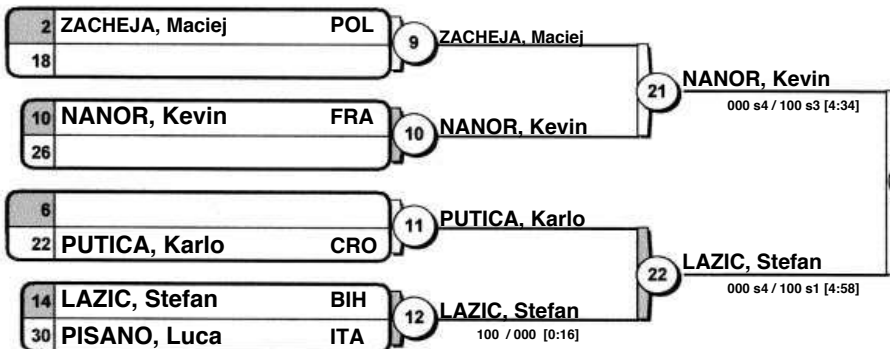 2 ZACHEJA, Maciej POL
18
9
ZACHEJA, Maciej
10 NANOR, Kevin FRA
26
10
NANOR, Kevin
21
NANOR, Kevin
000 s4 / 100 s3 [4:34]
6
22 PUTICA, Karlo CRO
11
PUTICA, Karlo
14 LAZIC, Stefan BIH
30 PISANO, Luca ITA
12
LAZIC, Stefan
100 / 000 [0:16]
22
LAZIC, Stefan
000 s4 / 100 s1 [4:58]